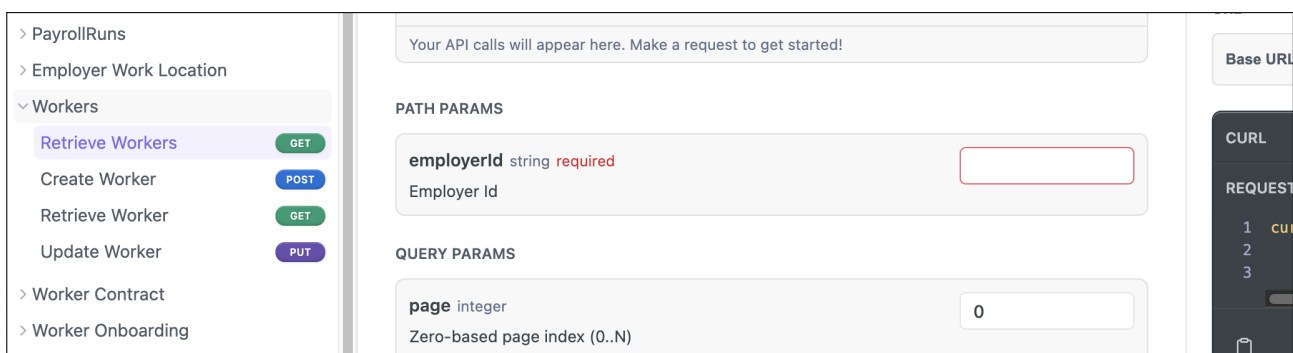 PayrollRuns
Employer Work Location
Workers
Retrieve Workers GET
Create Worker POST
Retrieve Worker GET
Update Worker PUT
Worker Contract
Worker Onboarding
Your API calls will appear here. Make a request to get started!
PATH PARAMS
employerId string required
Employer Id
QUERY PARAMS
page integer 0
Zero-based page index (0..N)
Base URL
CURL
REQUEST
1 cur
2
3